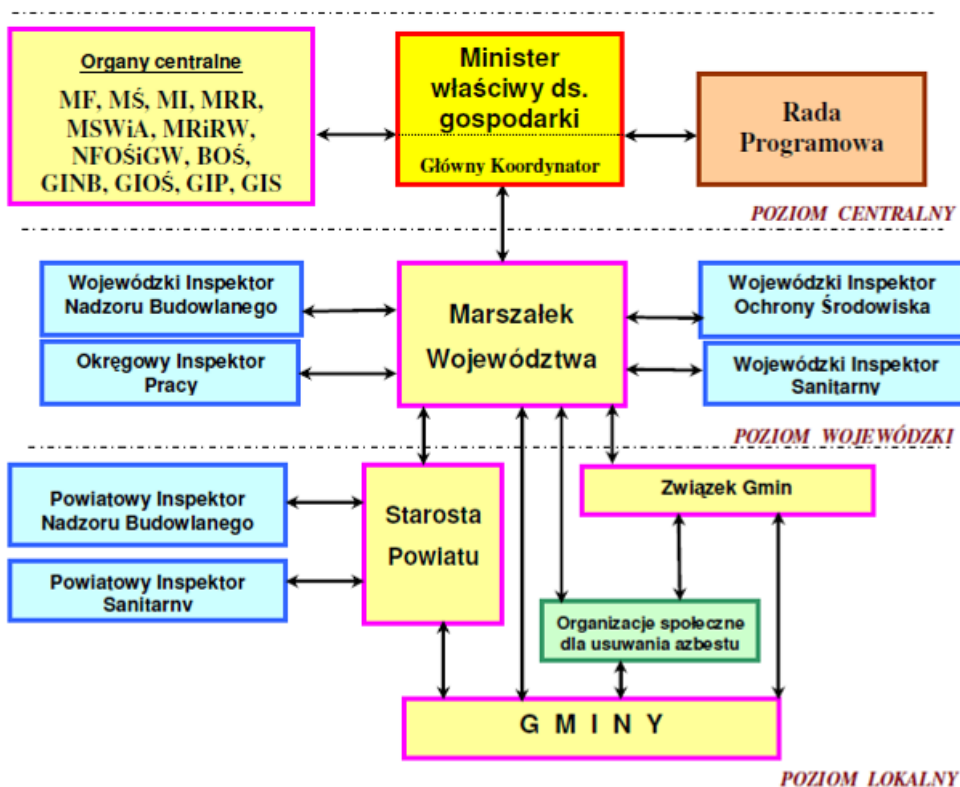 Organy centralne
MF, MŚ, MI, MRR,
MSWiA, MRiRW,
NFOŚiGW, BOŚ,
GINB, GIOŚ, GIP, GIS
Minister
właściwy ds.
gospodarki
Główny Koordynator
Rada
Programowa
POZIOM CENTRALNY
Wojewódzki Inspektor
Nadzoru Budowlanego
Okręgowy Inspektor
Pracy
Marszałek
Województwa
Wojewódzki Inspektor
Ochrony Środowiska
Wojewódzki Inspektor
Sanitarny
POZIOM WOJEWÓDZKI
Powiatowy Inspektor
Nadzoru Budowlanego
Powiatowy Inspektor
Sanitarny
Starosta
Powiatu
Związek Gmin
Organizacje społeczne
dla usuwania azbestu
G M I N Y
POZIOM LOKALNY